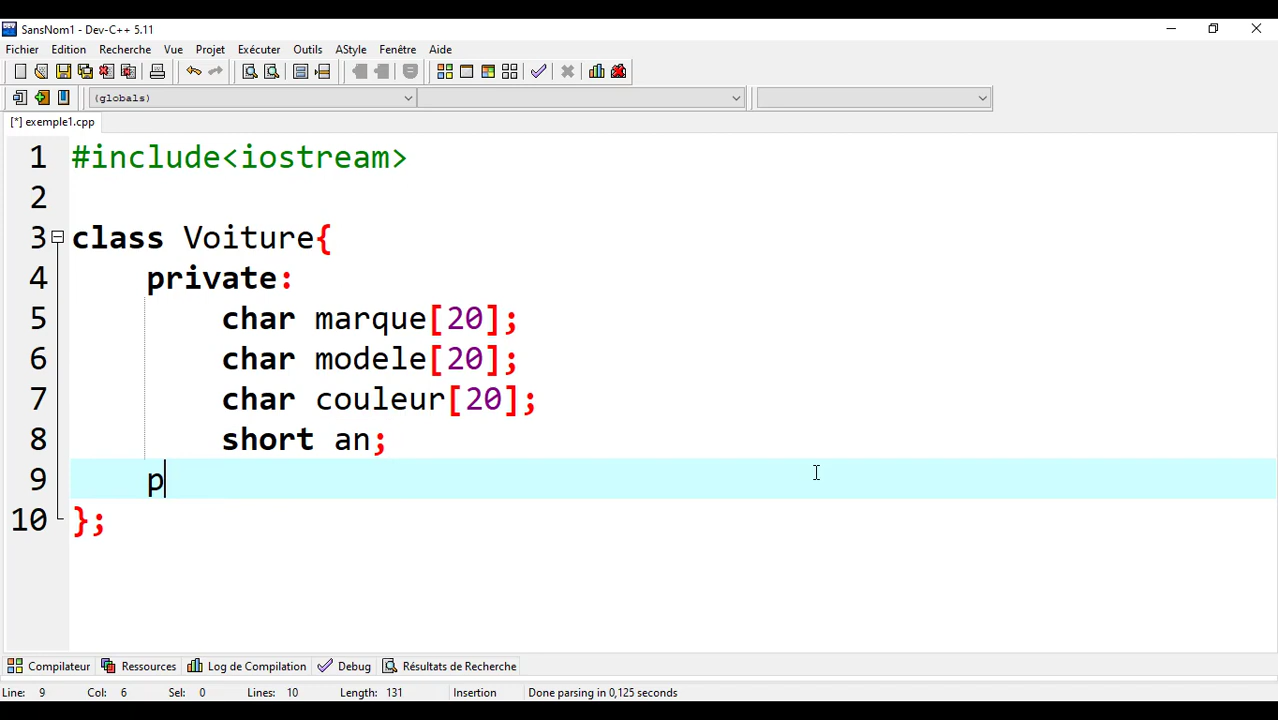 SansNom1 - Dev-C++ 5.11
Fichier Edition Recherche Vue Projet Exécuter Outils AStyle Fenêtre Aide
(globals)
[*] exemple1.cpp
1 #include<iostream>
2
3 class Voiture{
4 private:
5 char marque[20];
6 char modele[20];
7 char couleur[20];
8 short an;
9 p
10 };
Compilateur Ressources Log de Compilation Debug Résultats de Recherche
Line: 9 Col: 6 Sel: 0 Lines: 10 Length: 131 Insertion Done parsing in 0,125 seconds